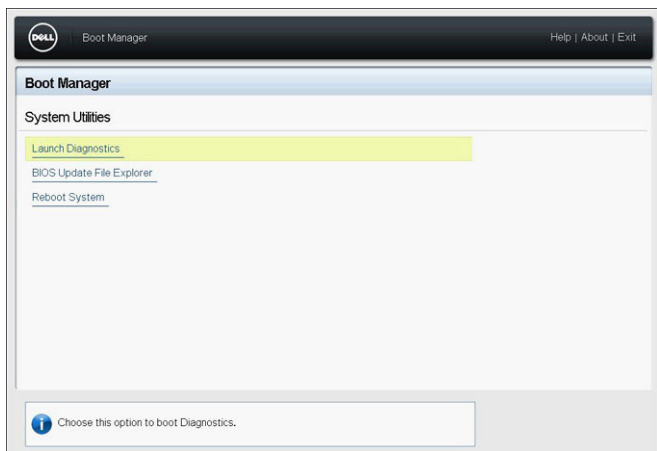 DELL Boot Manager Help | About | Exit
Boot Manager
System Utilities
Launch Diagnostics
BIOS Update File Explorer
Reboot System
Choose this option to boot Diagnostics.